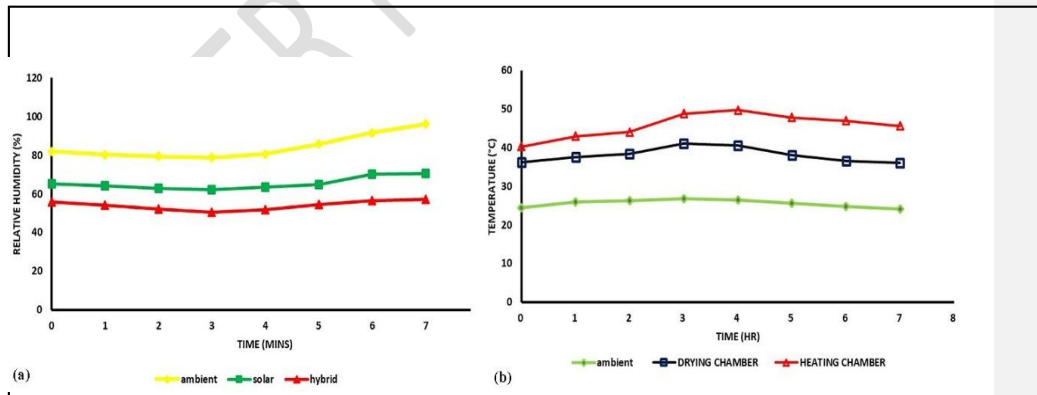 120
100
80
60
40
20
0
RELATIVE HUMIDITY (%)
0 1 2 3 4 5 6 7
TIME (MINS)
(a)
ambient solar hybrid
60
50
40
30
20
10
0
TEMPERATURE (°C)
0 1 2 3 4 5 6 7 8
TIME (HR)
(b)
ambient DRYING CHAMBER HEATING CHAMBER